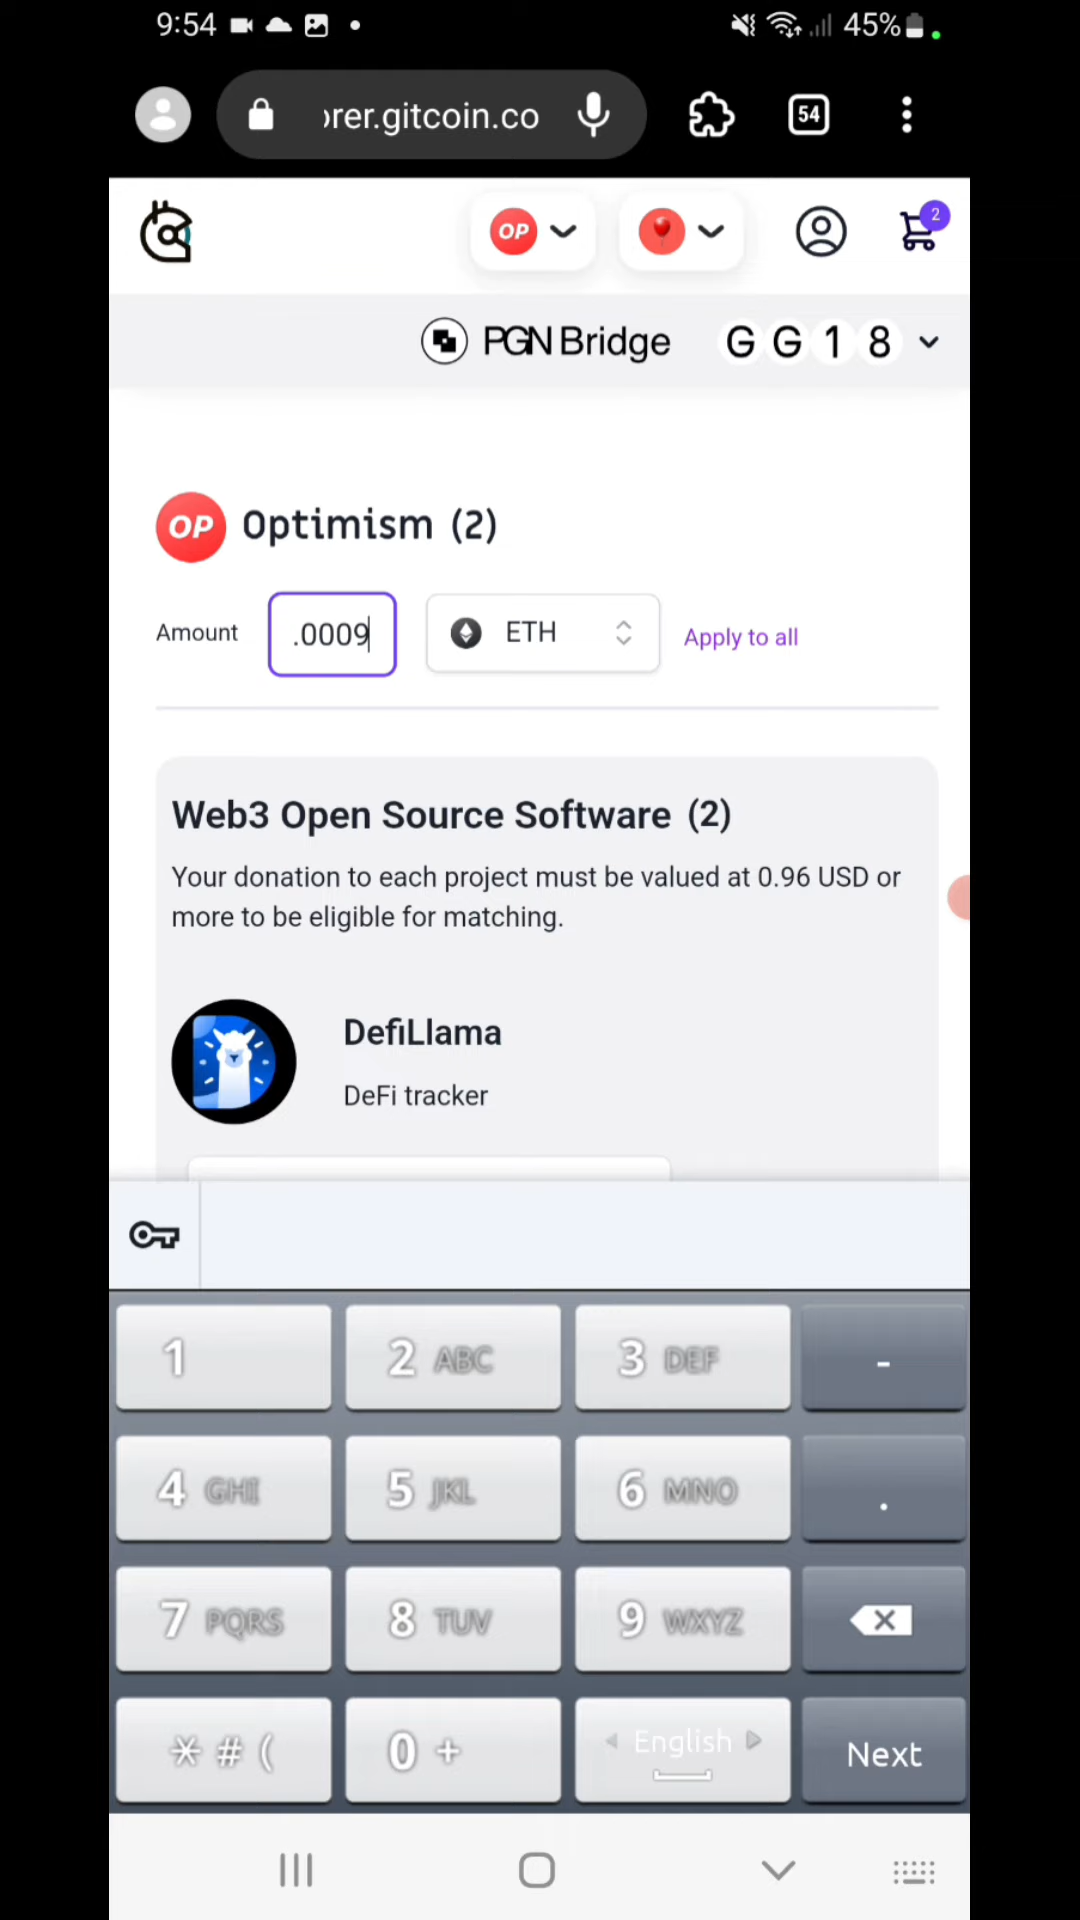 9:54
45%
orer.gitcoin.co
54
OP
2
PGN Bridge
G G 1 8
OP Optimism (2)
Amount .0009 ETH Apply to all
Web3 Open Source Software (2)
Your donation to each project must be valued at 0.96 USD or
more to be eligible for matching.
DefiLlama
DeFi tracker
1 2 ABC 3 DEF -
4 GHI 5 JKL 6 MNO .
7 PQRS 8 TUV 9 WXYZ
* # ( 0 + English Next